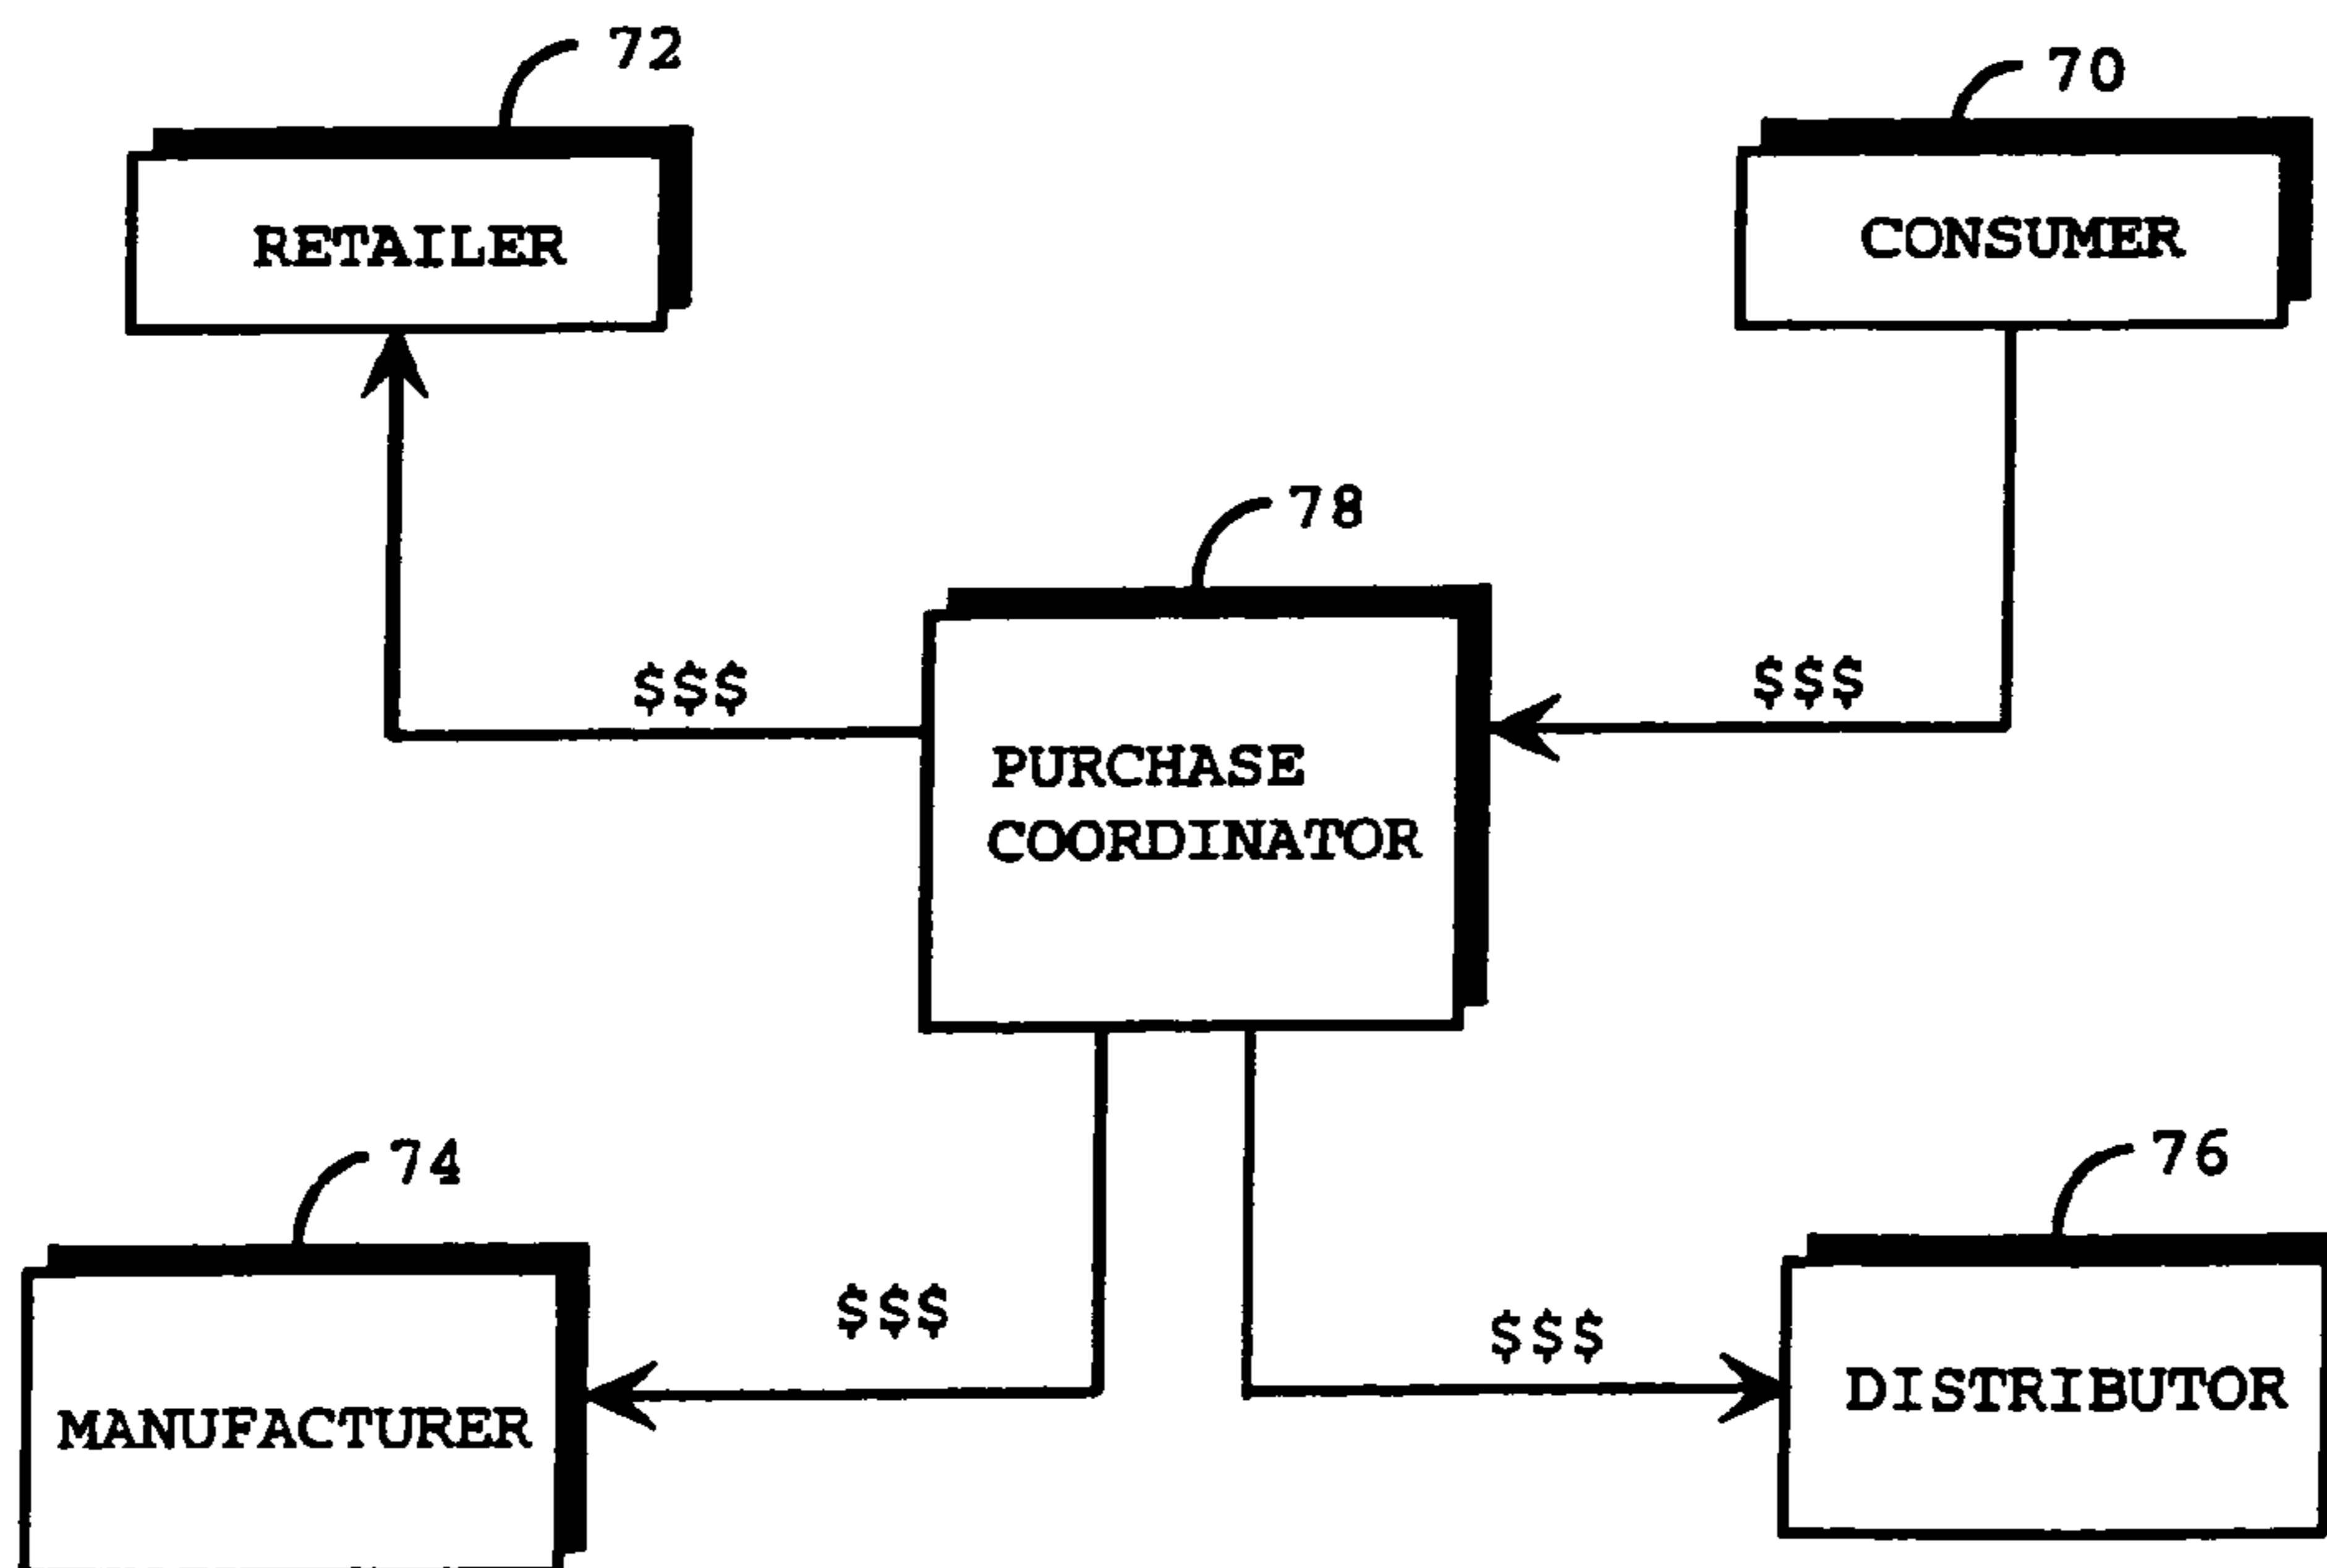 72
70
RETAILER
CONSUMER
78
$$$
$$$
PURCHASE
COORDINATOR
74
76
$$$
$$$
MANUFACTURER
DISTRIBUTOR